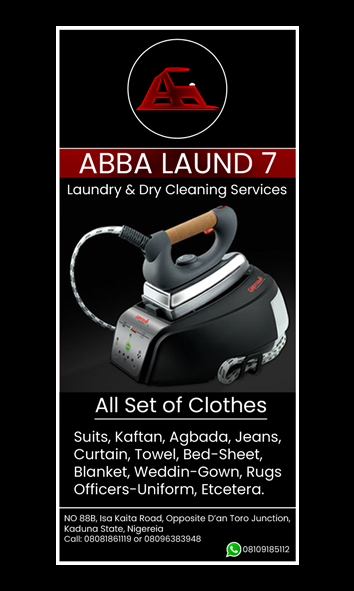 ABBA LAUND 7
Laundry & Dry Cleaning Services
All Set of Clothes
Suits, Kaftan, Agbada, Jeans,
Curtain, Towel, Bed-Sheet,
Blanket, Weddin-Gown, Rugs
Officers-Uniform, Etcetera.
NO 88B, Isa Kaita Road, Opposite D'an Toro Junction,
Kaduna State, Nigereia
Call: 08081861119 or 08096383948
08109185112